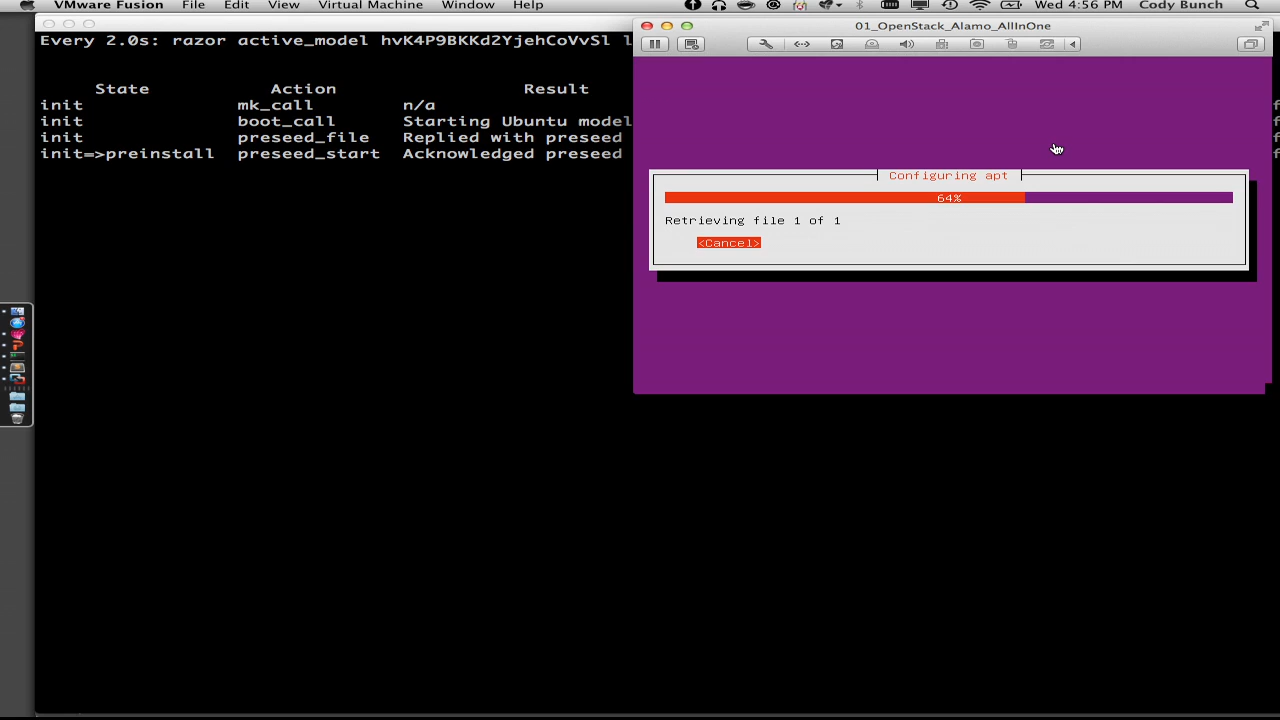 VMware Fusion File Edit View Virtual Machine Window Help Wed 4:56 PM Cody Bunch
Every 2.0s: razor active_model hvK4P9BKKd2YjehCoVvSl l
State Action Result
init mk_call n/a
init boot_call Starting Ubuntu model
init preseed_file Replied with preseed
init=>preinstall preseed_start Acknowledged preseed
01_OpenStack_Alamo_AllInOne
Configuring apt
64%
Retrieving file 1 of 1
<Cancel>